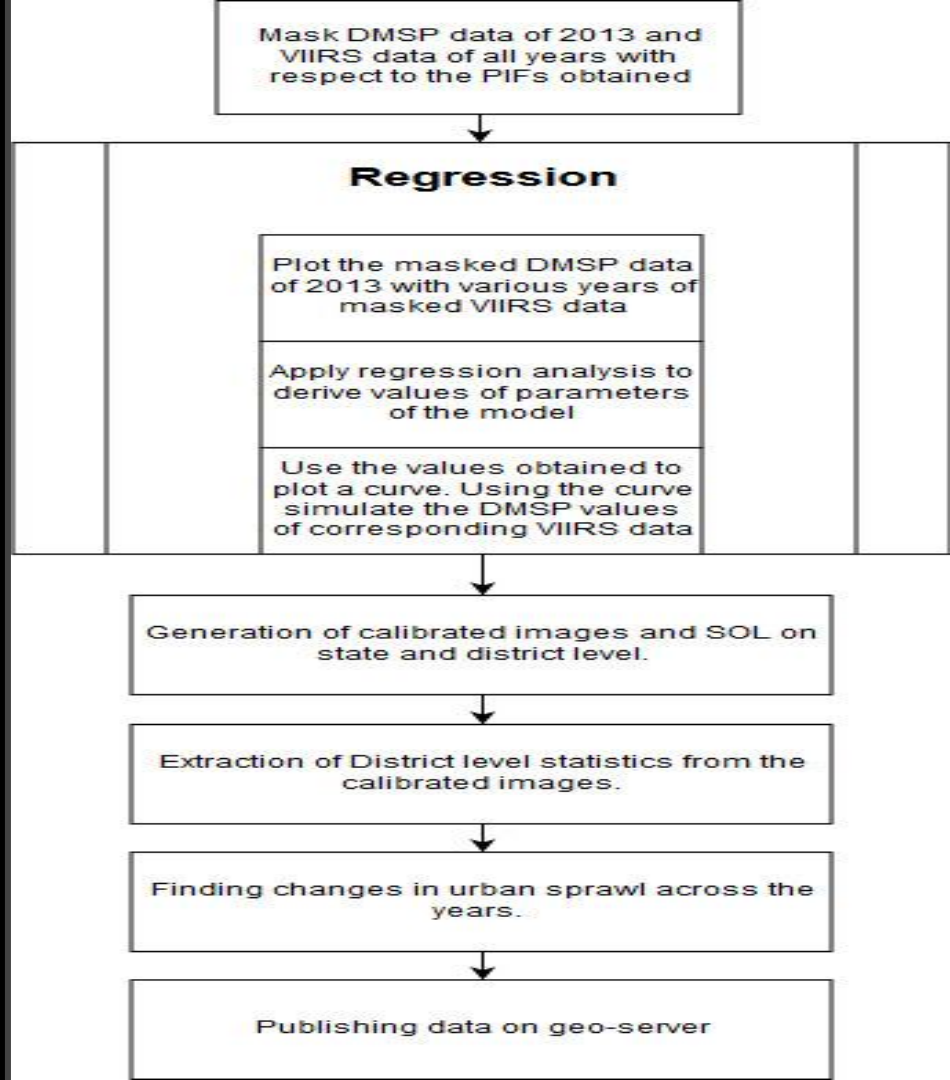 Mask DMSP data of 2013 and
VIIRS data of all years with
respect to the PIFs obtained
Regression
Plot the masked DMSP data
of 2013 with various years of
masked VIIRS data
Apply regression analysis to
derive values of parameters
of the model
Use the values obtained to
plot a curve. Using the curve
simulate the DMSP values
of corresponding VIIRS data
Generation of calibrated images and SOL on
state and district level.
Extraction of District level statistics from the
calibrated images.
Finding changes in urban sprawl across the
years.
Publishing data on geo-server